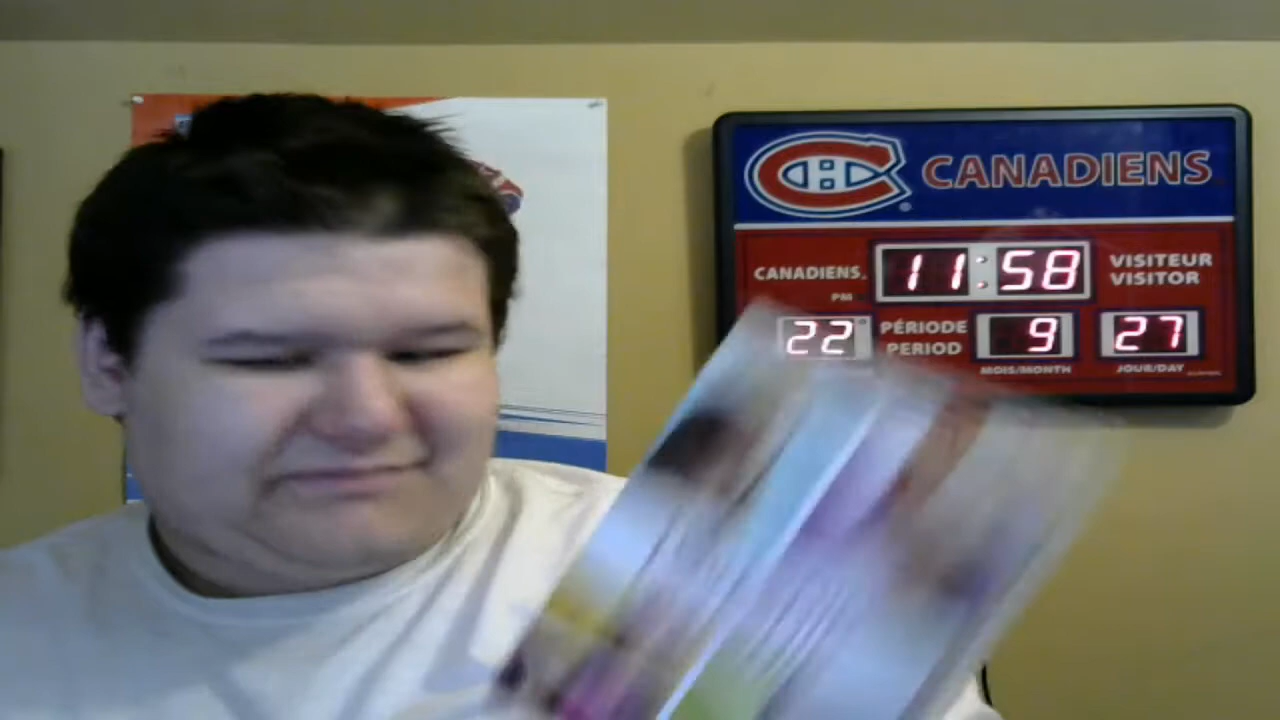 CANADIENS
CANADIENS. 11:58 VISITEUR
VISITOR
PM
22° PÉRIODE 9 27
PERIOD
MOIS/MONTH JOUR/DAY